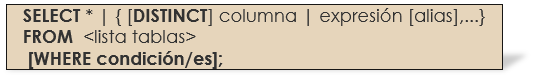 SELECT * | { [DISTINCT] columna | expresión [alias],...}
FROM <lista tablas>
[WHERE condición/es];